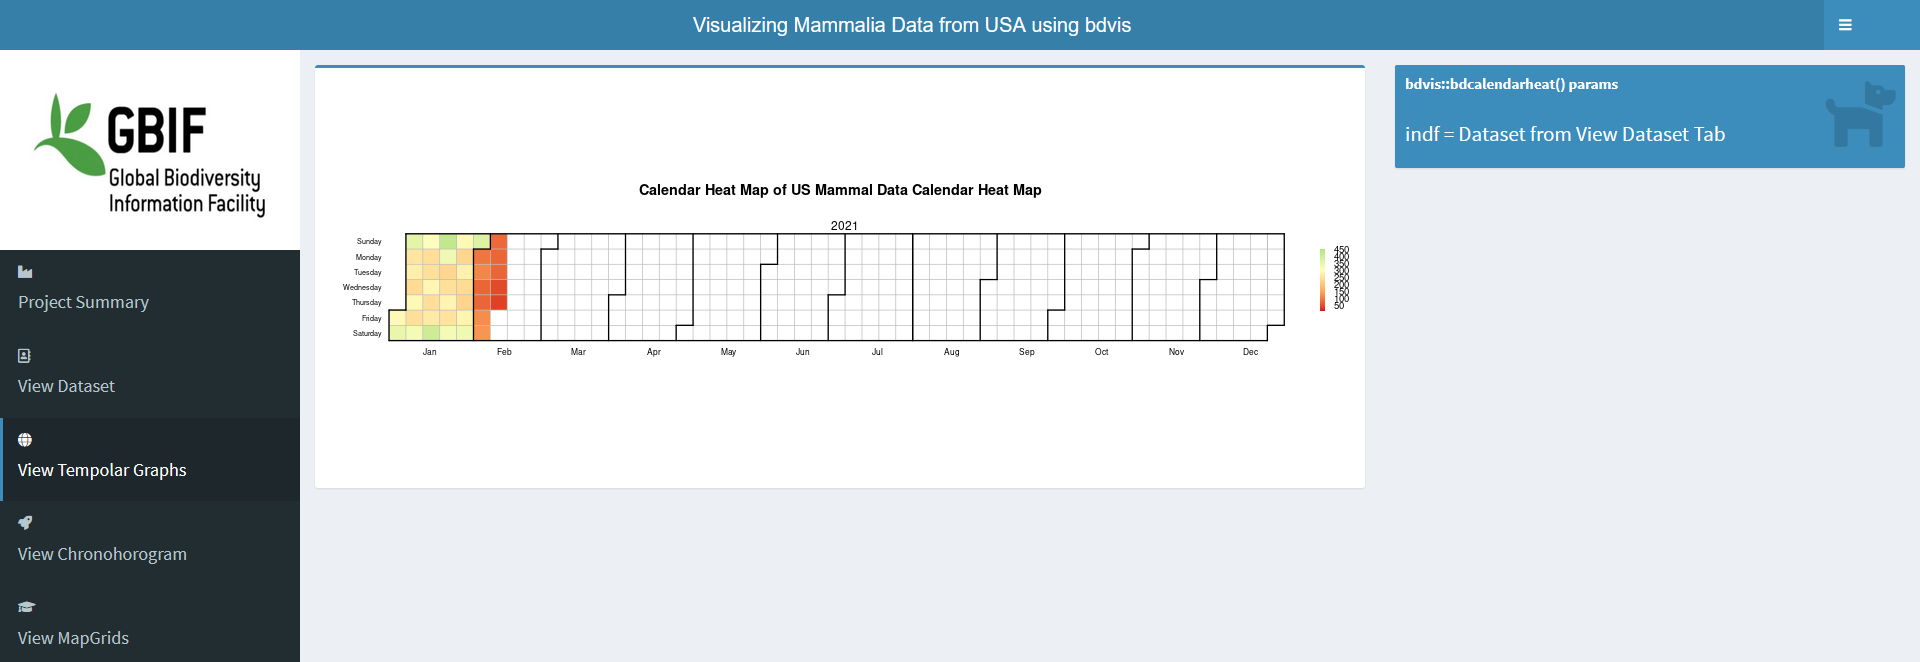 Visualizing Mammalia Data from USA using bdvis
GBIF
Global Biodiversity
Information Facility
Project Summary
View Dataset
View Tempolar Graphs
View Chronohorogram
View MapGrids
Calendar Heat Map of US Mammal Data Calendar Heat Map
2021
Sunday
Monday
Tuesday
Wednesday
Thursday
Friday
Saturday
Jan Feb Mar Apr May Jun Jul Aug Sep Oct Nov Dec
450
400
350
300
250
200
150
100
50
bdvis::bdcalendarheat() params
indf = Dataset from View Dataset Tab